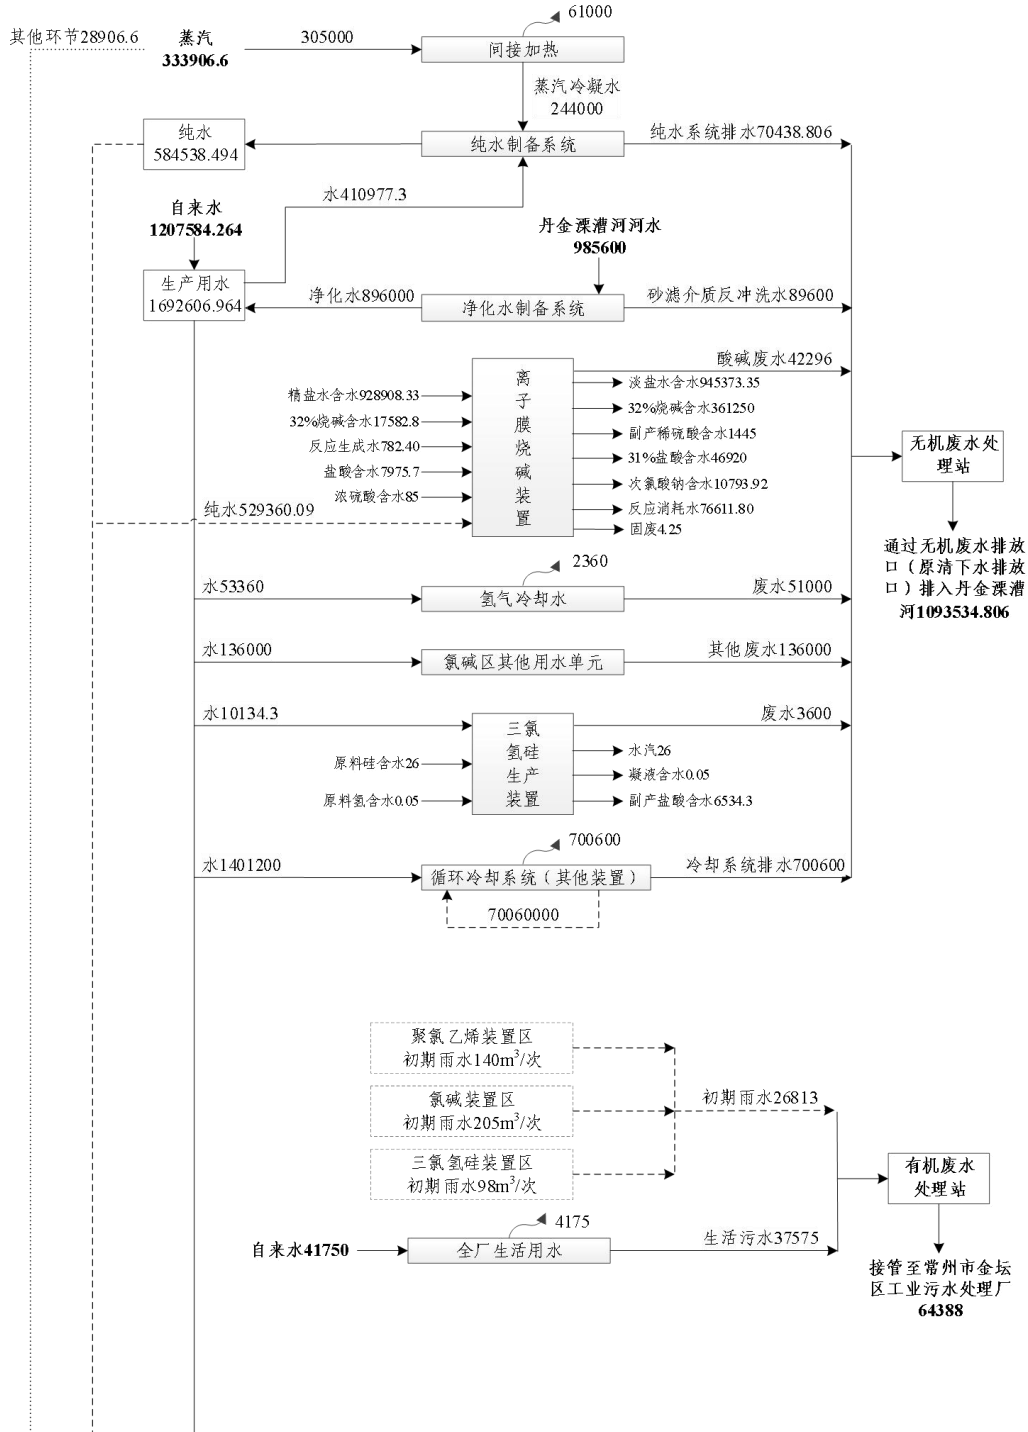 61000
其他环节28906.6
蒸汽
333906.6
305000
间接加热
蒸汽冷凝水
244000
纯水
584538.494
纯水制备系统
纯水系统排水70438.806
水410977.3
自来水
1207584.264
丹金溧漕河河水
985600
生产用水
1692606.964
净化水896000
净化水制备系统
砂滤介质反冲洗水89600
离
子
膜
烧
碱
装
置
精盐水含水928908.33
32%烧碱含水17582.8
反应生成水782.40
盐酸含水7975.7
浓硫酸含水85
纯水529360.09
酸碱废水42296
淡盐水含水945373.35
32%烧碱含水361250
副产稀硫酸含水1445
31%盐酸含水46920
次氯酸钠含水10793.92
反应消耗水76611.80
固废4.25
无机废水处
理站
通过无机废水排放
口（原清下水排放
口）排入丹金溧漕
河1093534.806
2360
水53360
氢气冷却水
废水51000
水136000
氯碱区其他用水单元
其他废水136000
水10134.3
原料硅含水26
原料氢含水0.05
三氯
氢硅
生产
装置
废水3600
水汽26
凝液含水0.05
副产盐酸含水6534.3
700600
水1401200
循环冷却系统（其他装置）
冷却系统排水700600
70060000
聚氯乙烯装置区
初期雨水140m³/次
氯碱装置区
初期雨水205m³/次
三氯氢硅装置区
初期雨水98m³/次
初期雨水26813
有机废水
处理站
4175
自来水41750
全厂生活用水
生活污水37575
接管至常州市金坛
区工业污水处理厂
64388